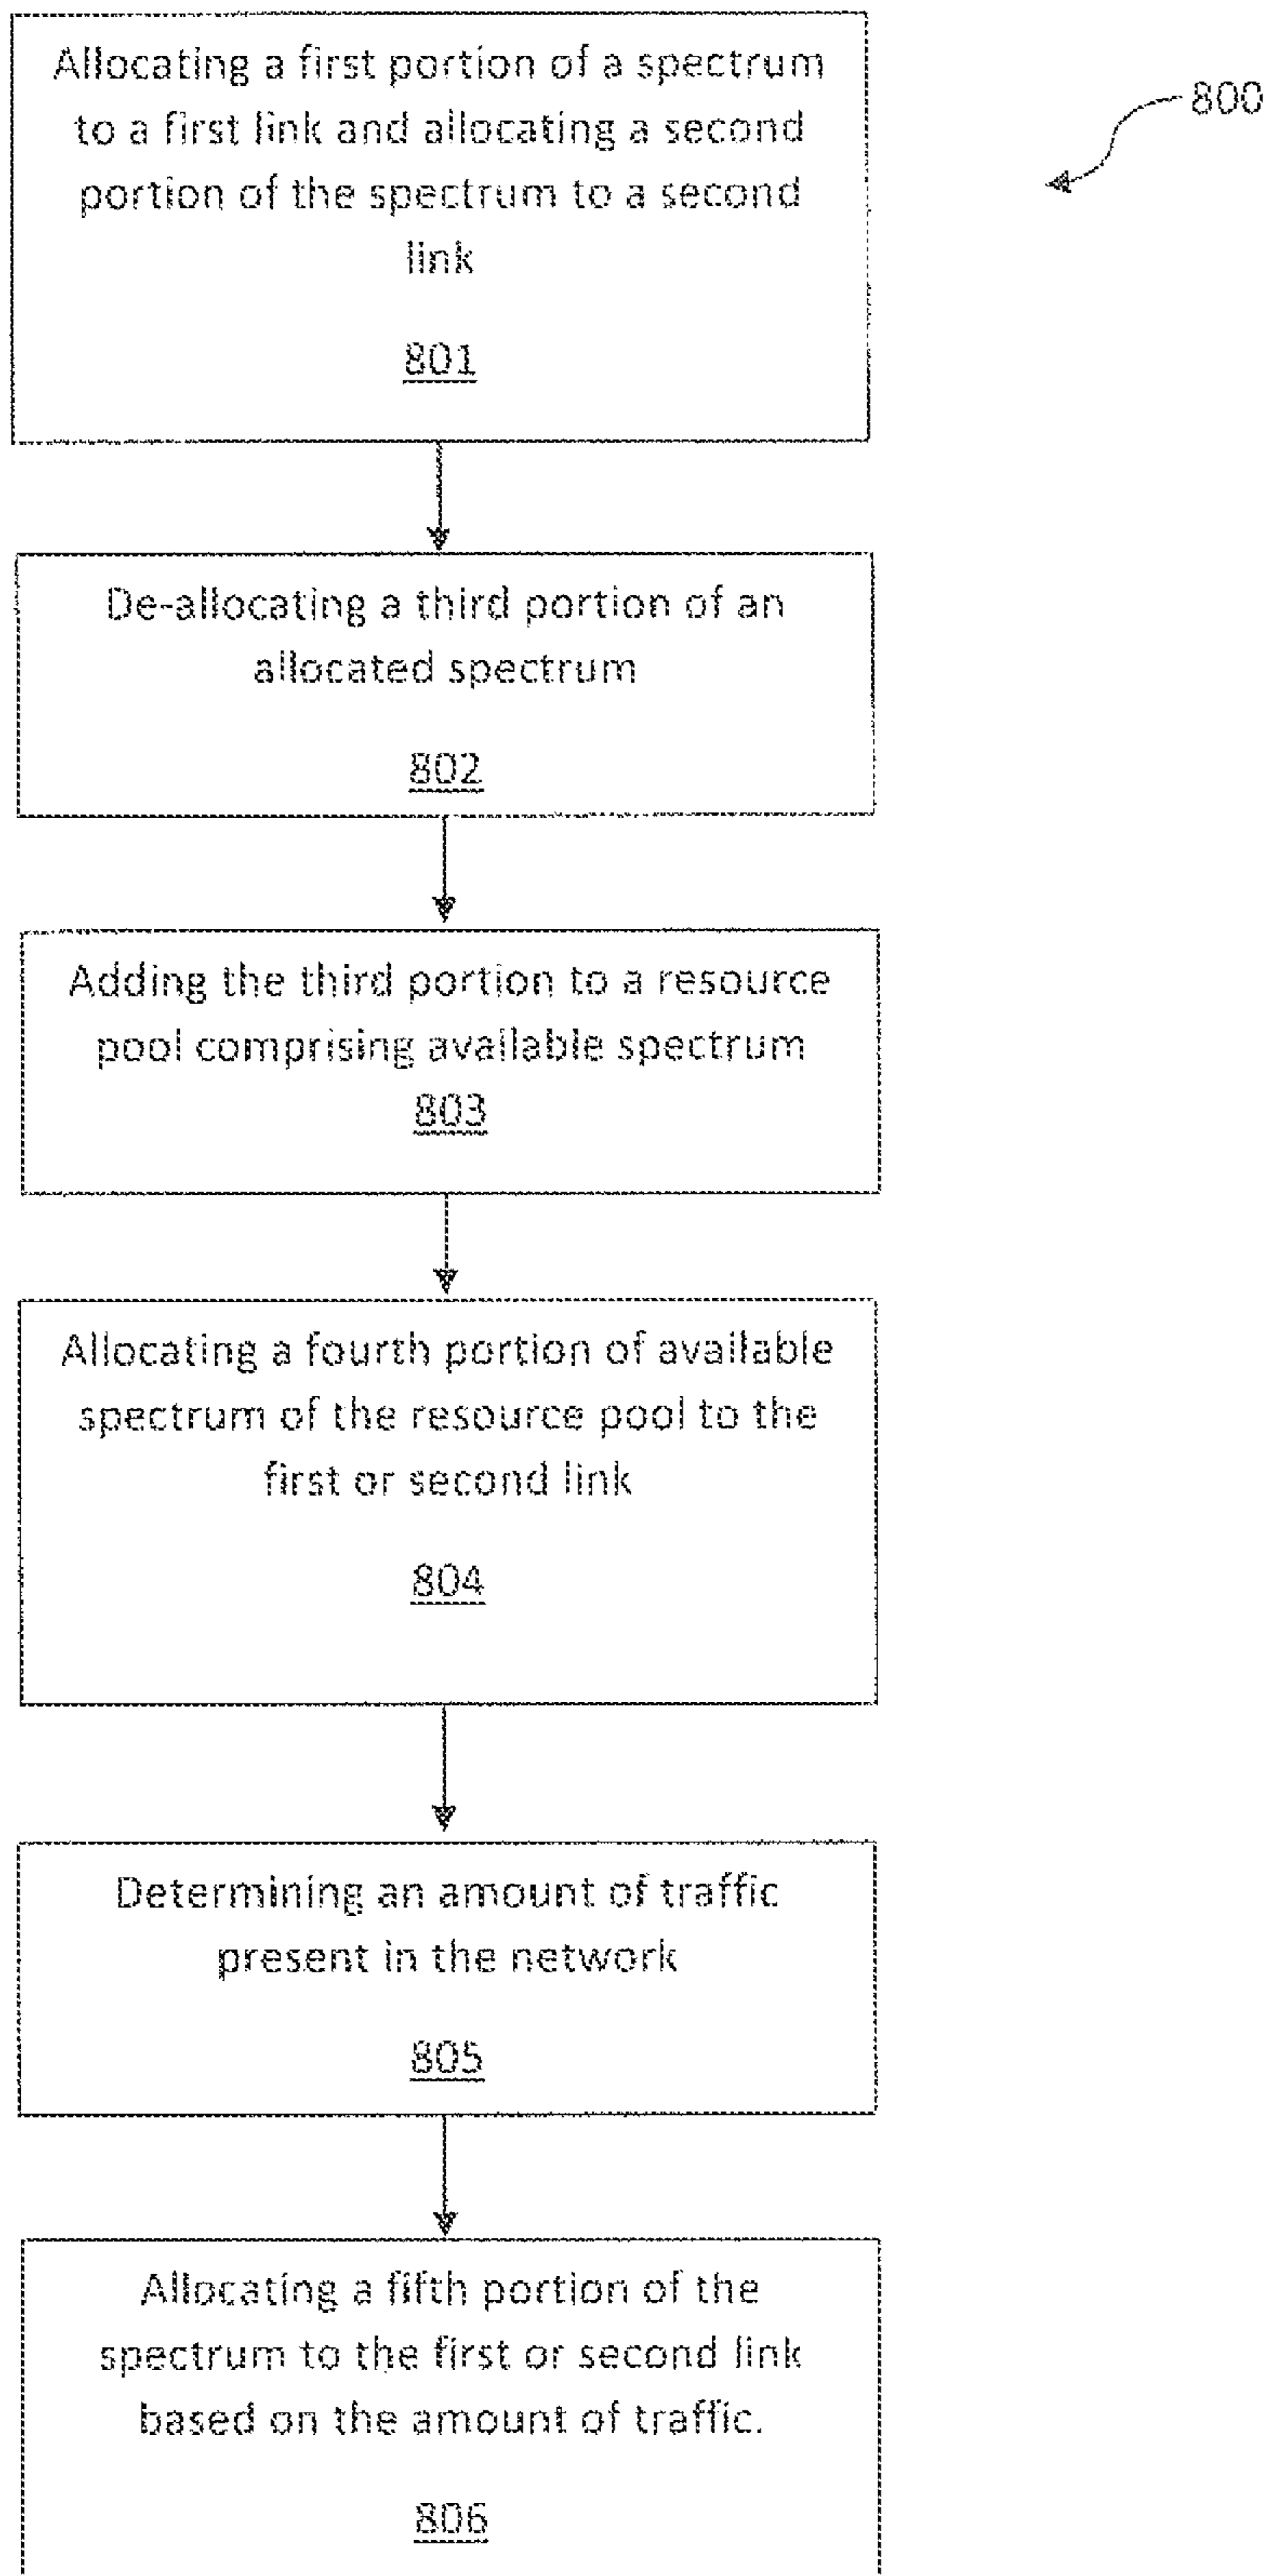 Allocating a first portion of a spectrum
to a first link and allocating a second
portion of the spectrum to a second
link
801
800
De-allocating a third portion of an
allocated spectrum
802
Adding the third portion to a resource
pool comprising available spectrum
803
Allocating a fourth portion of available
spectrum of the resource pool to the
first or second link
804
Determining an amount of traffic
present in the network
805
Allocating a fifth portion of the
spectrum to the first or second link
based on the amount of traffic.
806